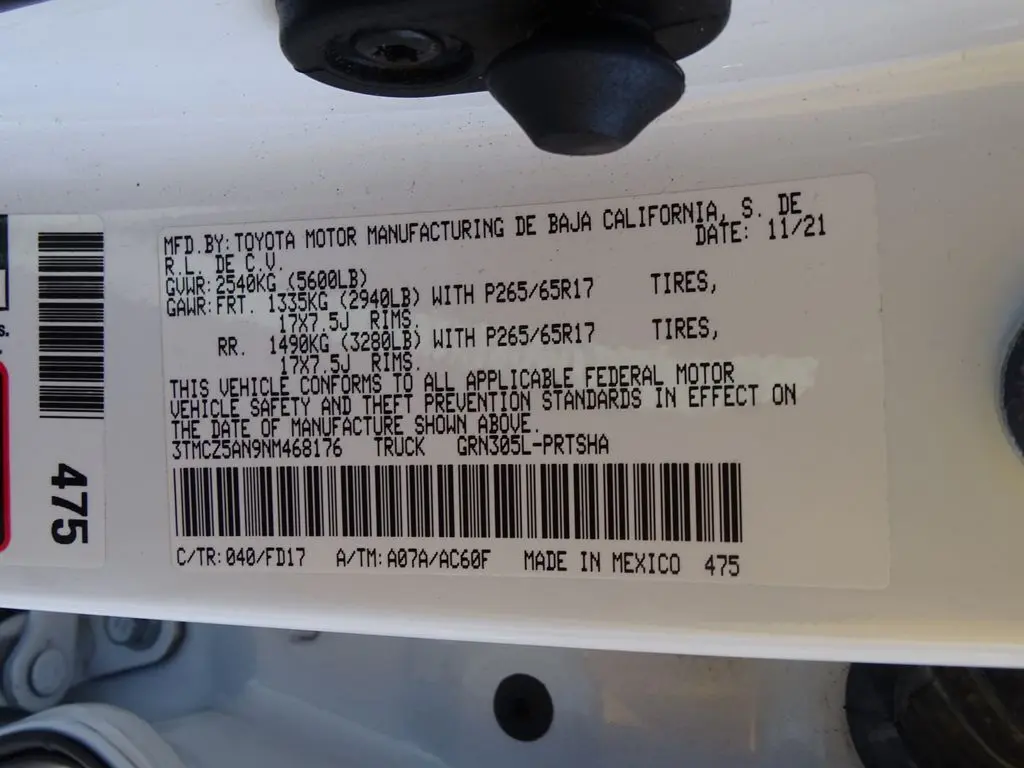 MFD.BY:TOYOTA MOTOR MANUFACTURING DE BAJA CALIFORNIA, S. DE
R.L. DE C.V. DATE: 11/21
GVWR:2540KG (5600LB)
GAWR:FRT. 1335KG (2940LB) WITH P265/65R17 TIRES,
17X7.5J RIMS.
RR. 1490KG (3280LB) WITH P265/65R17 TIRES,
17X7.5J RIMS.
THIS VEHICLE CONFORMS TO ALL APPLICABLE FEDERAL MOTOR
VEHICLE SAFETY AND THEFT PREVENTION STANDARDS IN EFFECT ON
THE DATE OF MANUFACTURE SHOWN ABOVE.
3TMCZ5AN9NM468176 TRUCK GRN305L-PRTSHA
C/TR:040/FD17 A/TM:A07A/AC60F MADE IN MEXICO 475
475